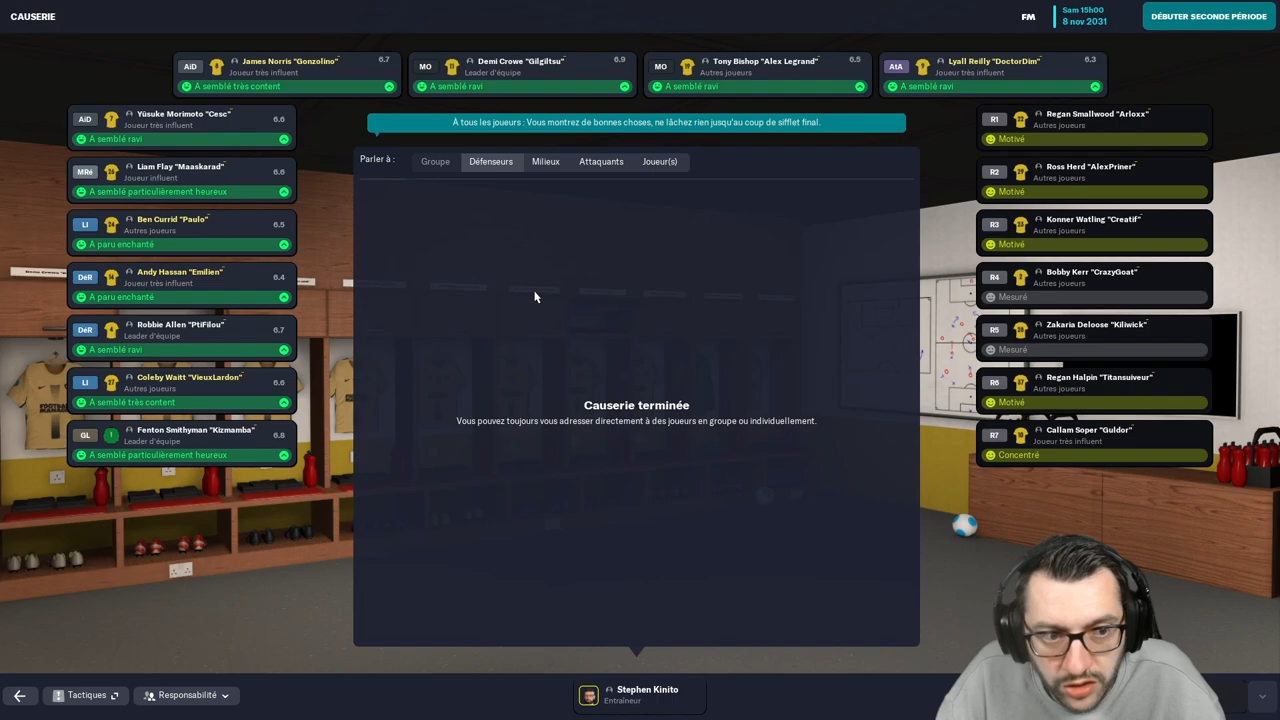 CAUSERIE
FM
Sam 15h00
8 nov 2031
DÉBUTER SECONDE PÉRIODE
AiD
8
James Norris "Gonzolino"
Joueur très influent
6.7
A semblé très content
MO
11
Demi Crowe "Gilgiltsu"
Leader d'équipe
6.9
A semblé ravi
MO
Tony Bishop "Alex Legrand"
Autres joueurs
6.5
A semblé ravi
AtA
9
Lyall Reilly "DoctorDim"
Joueur très influent
6.3
A semblé ravi
AiD
7
Yūsuke Morimoto "Cesc"
Joueur très influent
6.6
A semblé ravi
MRé
Liam Flay "Maaskarad"
Joueur influent
6.6
A semblé particulièrement heureux
LI
Ben Currid "Paulo"
Autres joueurs
6.5
A paru enchanté
DéR
Andy Hassan "Emilien"
Joueur très influent
6.4
A paru enchanté
DéR
Robbie Allen "PtiFilou"
Leader d'équipe
6.7
A semblé ravi
LI
Coleby Waitt "VieuxLardon"
Autres joueurs
6.6
A semblé très content
GL
1
Fenton Smithyman "Kizmamba"
Leader d'équipe
6.8
A semblé particulièrement heureux
À tous les joueurs : Vous montrez de bonnes choses, ne lâchez rien jusqu'au coup de sifflet final.
Parler à :
Groupe
Défenseurs
Milieux
Attaquants
Joueur(s)
Causerie terminée
Vous pouvez toujours vous adresser directement à des joueurs en groupe ou individuellement.
R1
Regan Smallwood "Arloxx"
Autres joueurs
Motivé
R2
Ross Herd "AlexPriner"
Autres joueurs
Motivé
R3
Konner Watling "Creatif"
Autres joueurs
Motivé
R4
Bobby Kerr "CrazyGoat"
Autres joueurs
Mesuré
R5
Zakaria Deloose "Kiliwick"
Autres joueurs
Mesuré
R6
Regan Halpin "Titansuiveur"
Autres joueurs
Motivé
R7
Callam Soper "Guldor"
Joueur très influent
Concentré
Tactiques
Responsabilité
Stephen Kinito
Entraîneur